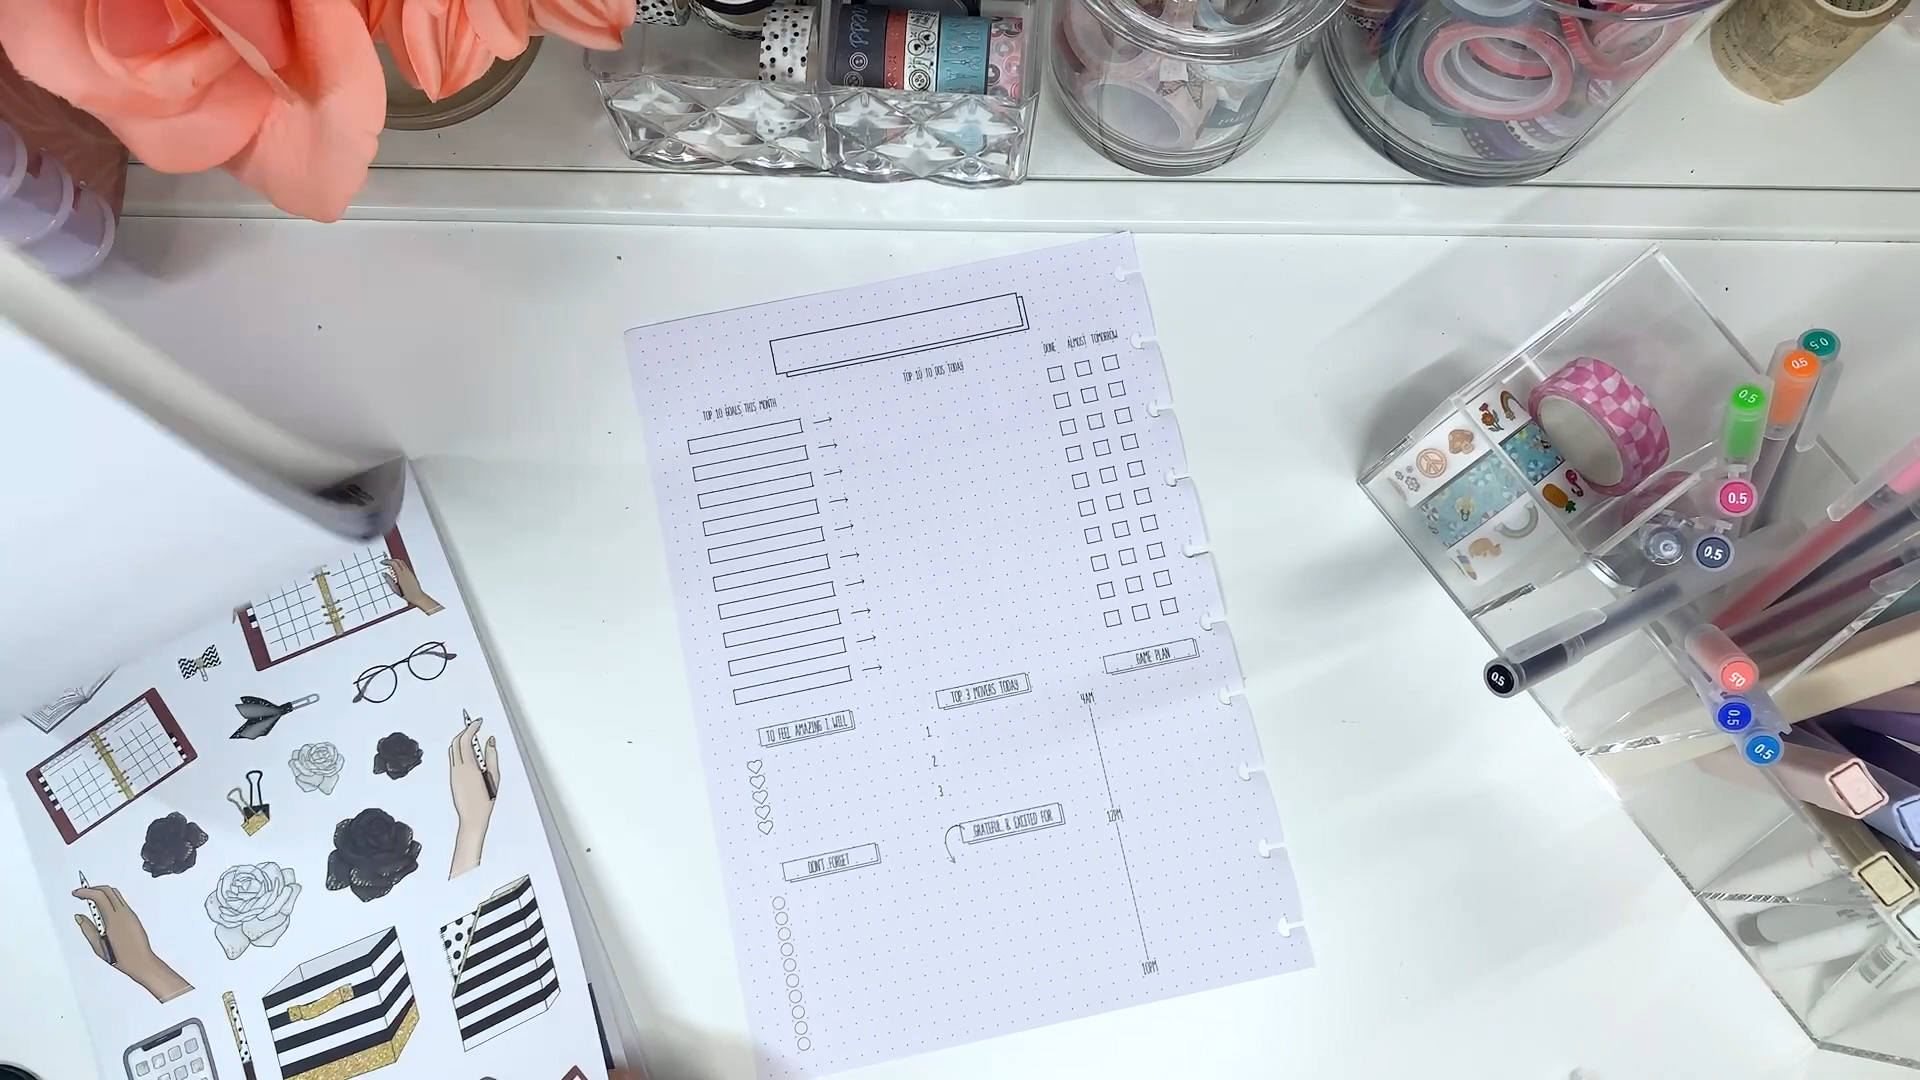 DONE ALMOST TOMORROW
TOP 10 TO DOS TODAY
TOP 10 GOALS THIS MONTH
GAME PLAN
TOP 3 MOVERS TODAY
4AM
TO FEEL AMAZING I WILL
1
2
3
12PM
GRATEFUL & EXCITED FOR
DON'T FORGET
10PM
0.5
0.5
0.5
0.5
0.5
0.5
0.5
0.5
0.5